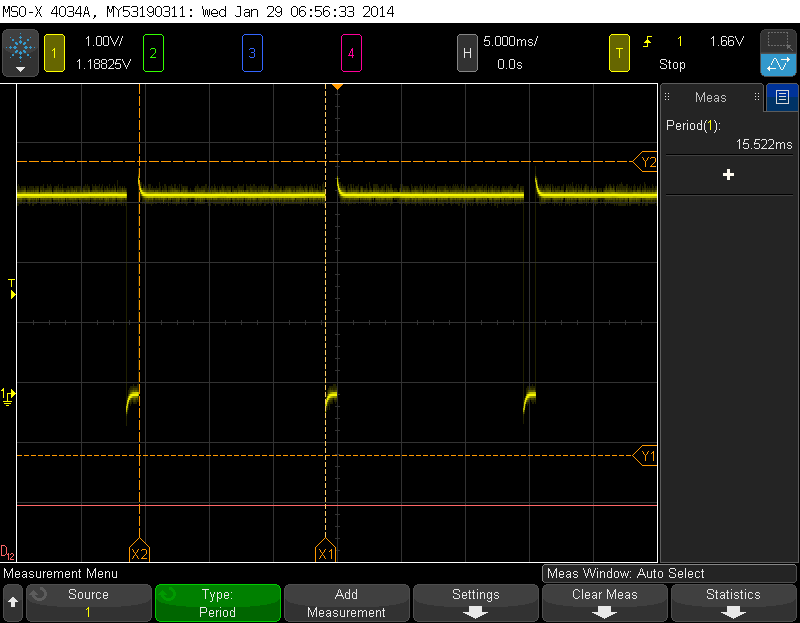 MSO-X 4034A, MY53190311: Wed Jan 29 06:56:33 2014
1 1.00V/ 2 3 4 H 5.000ms/ T 1 1.66V
1.18825V 0.0s Stop
Meas
Period(1):
15.522ms
+
Y2
T
1
Y1
X2 X1
D12
Measurement Menu
Meas Window: Auto Select
Source
1
Type:
Period
Add
Measurement
Settings
Clear Meas
Statistics